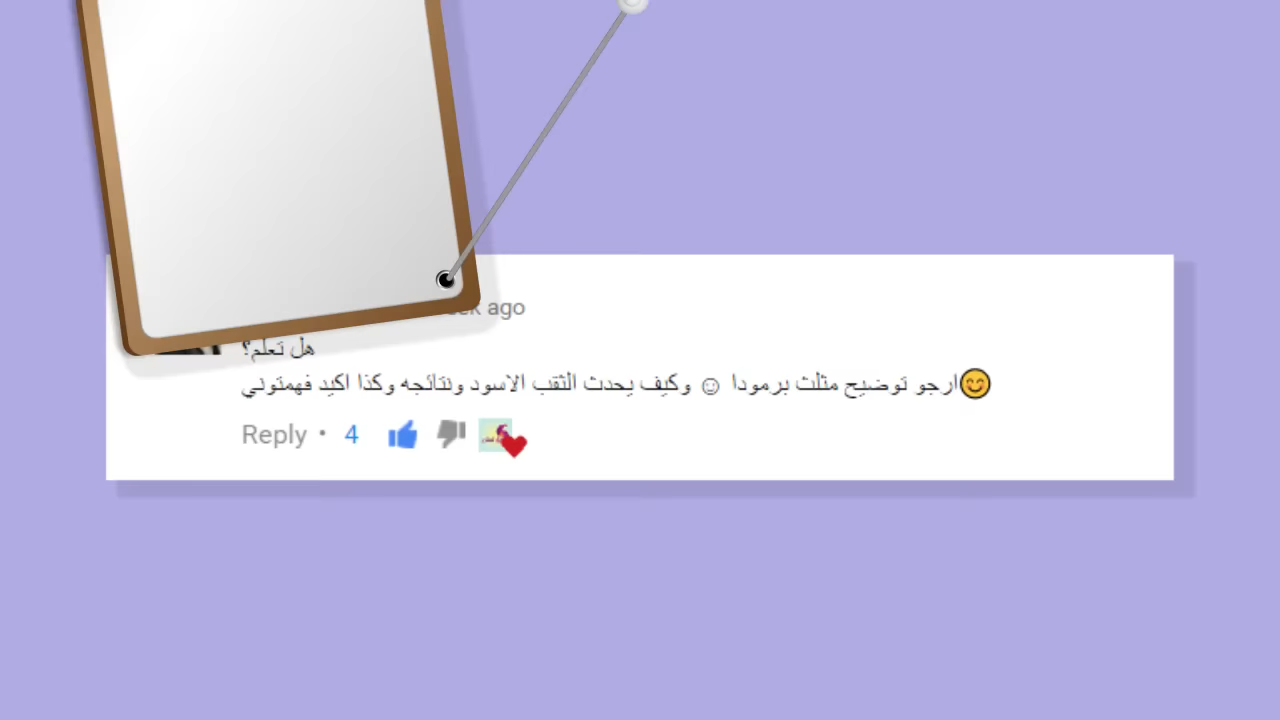 ago
هل تعلم؟
😊ارجو توضيح مثلث برمودا ☺ وكيف يحدث الثقب الاسود ونتائجه وكذا اكيد فهمتوني
Reply • 4